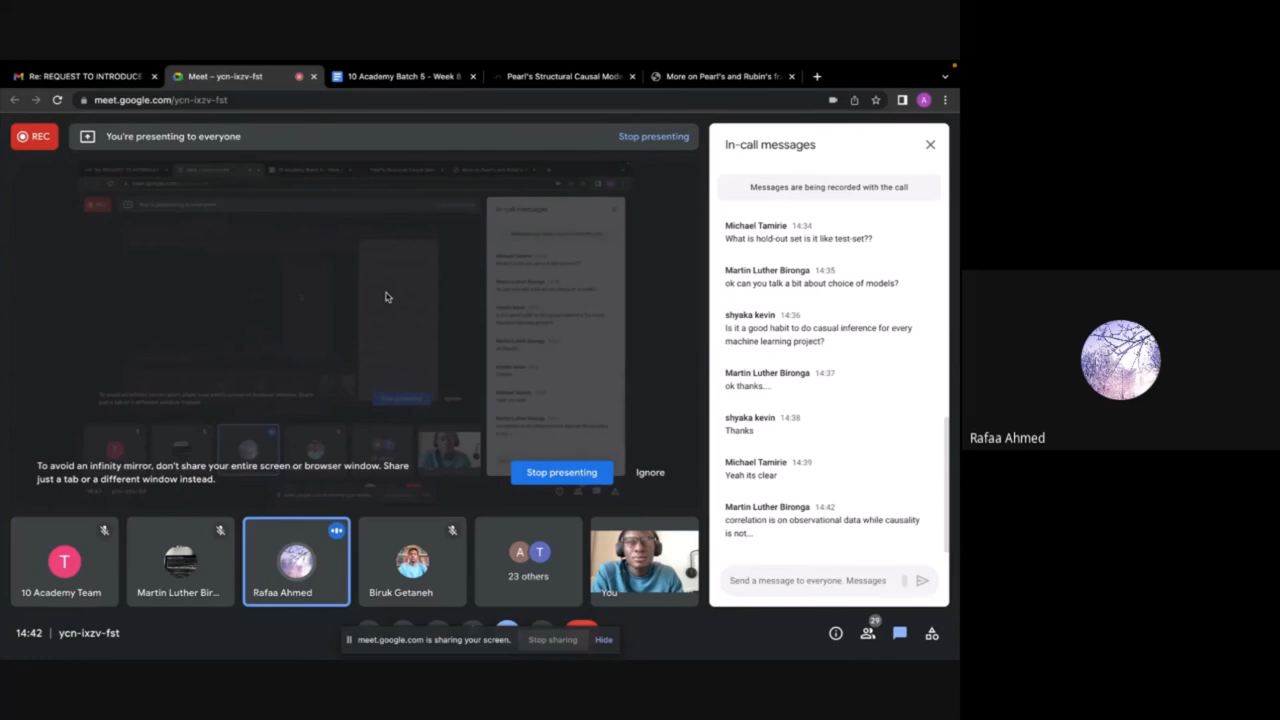 Re: REQUEST TO INTRODUCE
Meet – ycn-ixzv-fst
10 Academy Batch 5 - Week 8
Pearl's Structural Causal Mode
More on Pearl's and Rubin's fr
meet.google.com/ycn-ixzv-fst
REC
You're presenting to everyone
Stop presenting
In-call messages
Messages are being recorded with the call
Michael Tamirie 14:34
What is hold-out set is it like test-set??
Martin Luther Bironga 14:35
ok can you talk a bit about choice of models?
shyaka kevin 14:36
Is it a good habit to do casual inference for every
machine learning project?
Martin Luther Bironga 14:37
ok thanks....
shyaka kevin 14:38
Thanks
Michael Tamirie 14:39
Yeah its clear
Martin Luther Bironga 14:42
correlation is on observational data while causality
is not...
Send a message to everyone. Messages
To avoid an infinity mirror, don't share your entire screen or browser window. Share
just a tab or a different window instead.
Stop presenting
Ignore
T
10 Academy Team
Martin Luther Bir...
Rafaa Ahmed
Biruk Getaneh
A T
23 others
You
14:42 | ycn-ixzv-fst
meet.google.com is sharing your screen.
Stop sharing
Hide
29
Rafaa Ahmed